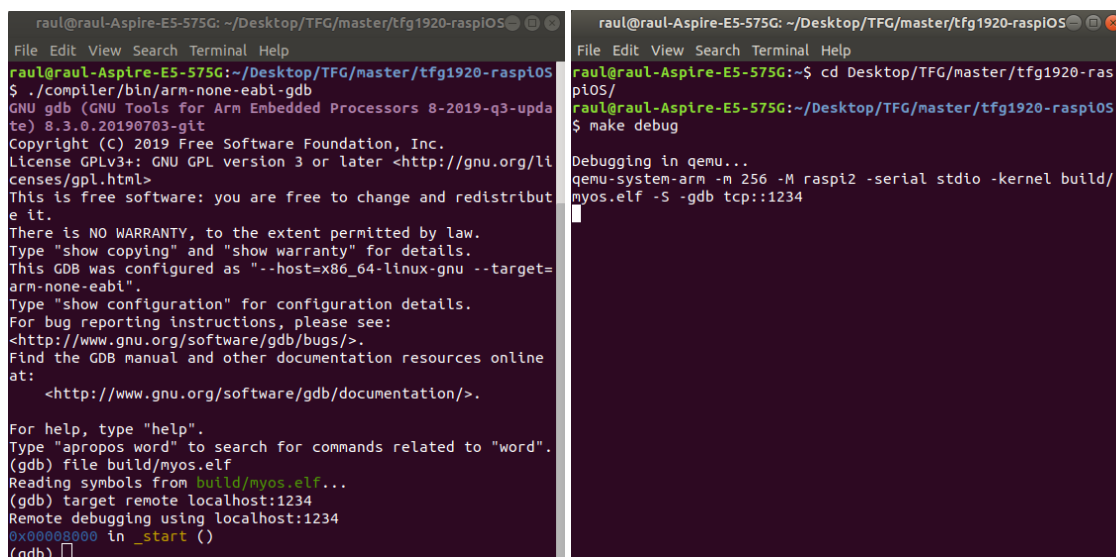 raul@raul-Aspire-E5-575G: ~/Desktop/TFG/master/tfg1920-raspiOS
File Edit View Search Terminal Help
raul@raul-Aspire-E5-575G:~/Desktop/TFG/master/tfg1920-raspiOS
$ ./compiler/bin/arm-none-eabi-gdb
GNU gdb (GNU Tools for Arm Embedded Processors 8-2019-q3-upda
te) 8.3.0.20190703-git
Copyright (C) 2019 Free Software Foundation, Inc.
License GPLv3+: GNU GPL version 3 or later <http://gnu.org/li
censes/gpl.html>
This is free software: you are free to change and redistribut
e it.
There is NO WARRANTY, to the extent permitted by law.
Type "show copying" and "show warranty" for details.
This GDB was configured as "--host=x86_64-linux-gnu --target=
arm-none-eabi".
Type "show configuration" for configuration details.
For bug reporting instructions, please see:
<http://www.gnu.org/software/gdb/bugs/>.
Find the GDB manual and other documentation resources online
at:
    <http://www.gnu.org/software/gdb/documentation/>.

For help, type "help".
Type "apropos word" to search for commands related to "word".
(gdb) file build/myos.elf
Reading symbols from build/myos.elf...
(gdb) target remote localhost:1234
Remote debugging using localhost:1234
0x00008000 in _start ()
(gdb)
raul@raul-Aspire-E5-575G: ~/Desktop/TFG/master/tfg1920-raspiOS
File Edit View Search Terminal Help
raul@raul-Aspire-E5-575G:~$ cd Desktop/TFG/master/tfg1920-ras
piOS/
raul@raul-Aspire-E5-575G:~/Desktop/TFG/master/tfg1920-raspiOS
$ make debug

Debugging in qemu...
qemu-system-arm -m 256 -M raspi2 -serial stdio -kernel build/
myos.elf -S -gdb tcp::1234